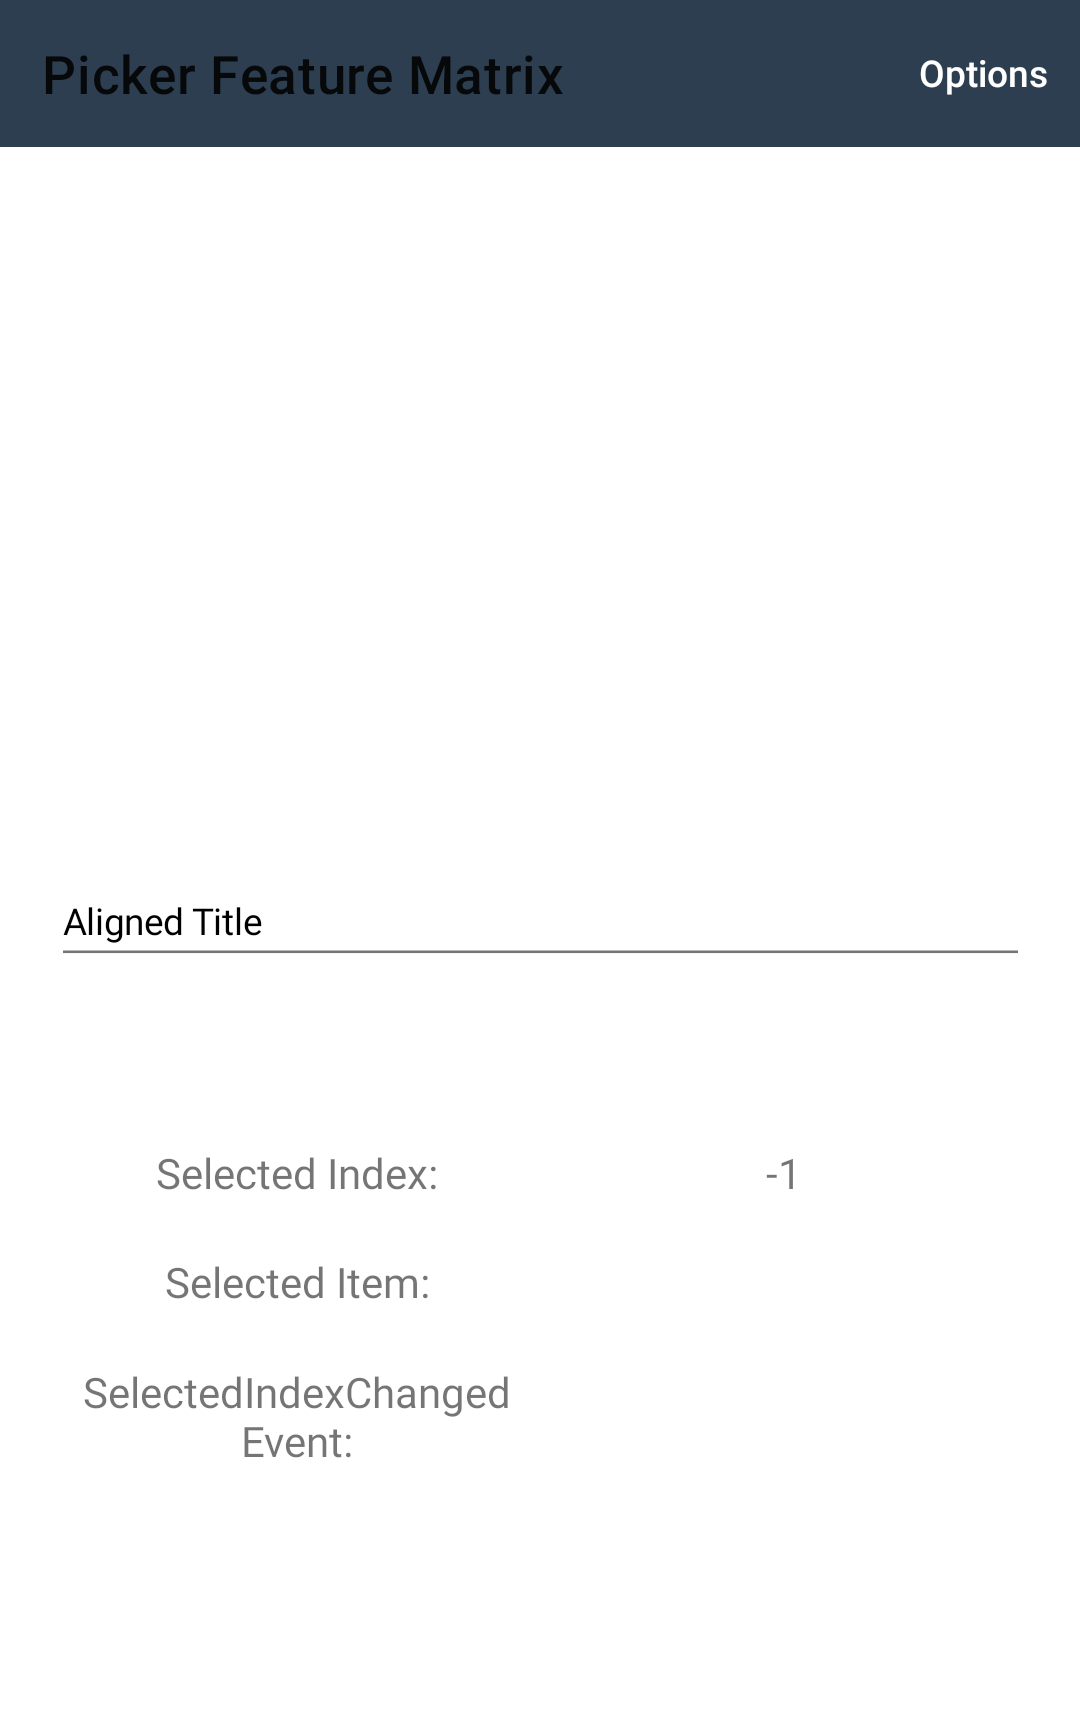 Picker Feature Matrix
Options
Aligned Title
Selected Index:
-1
Selected Item:
SelectedIndexChanged
Event: